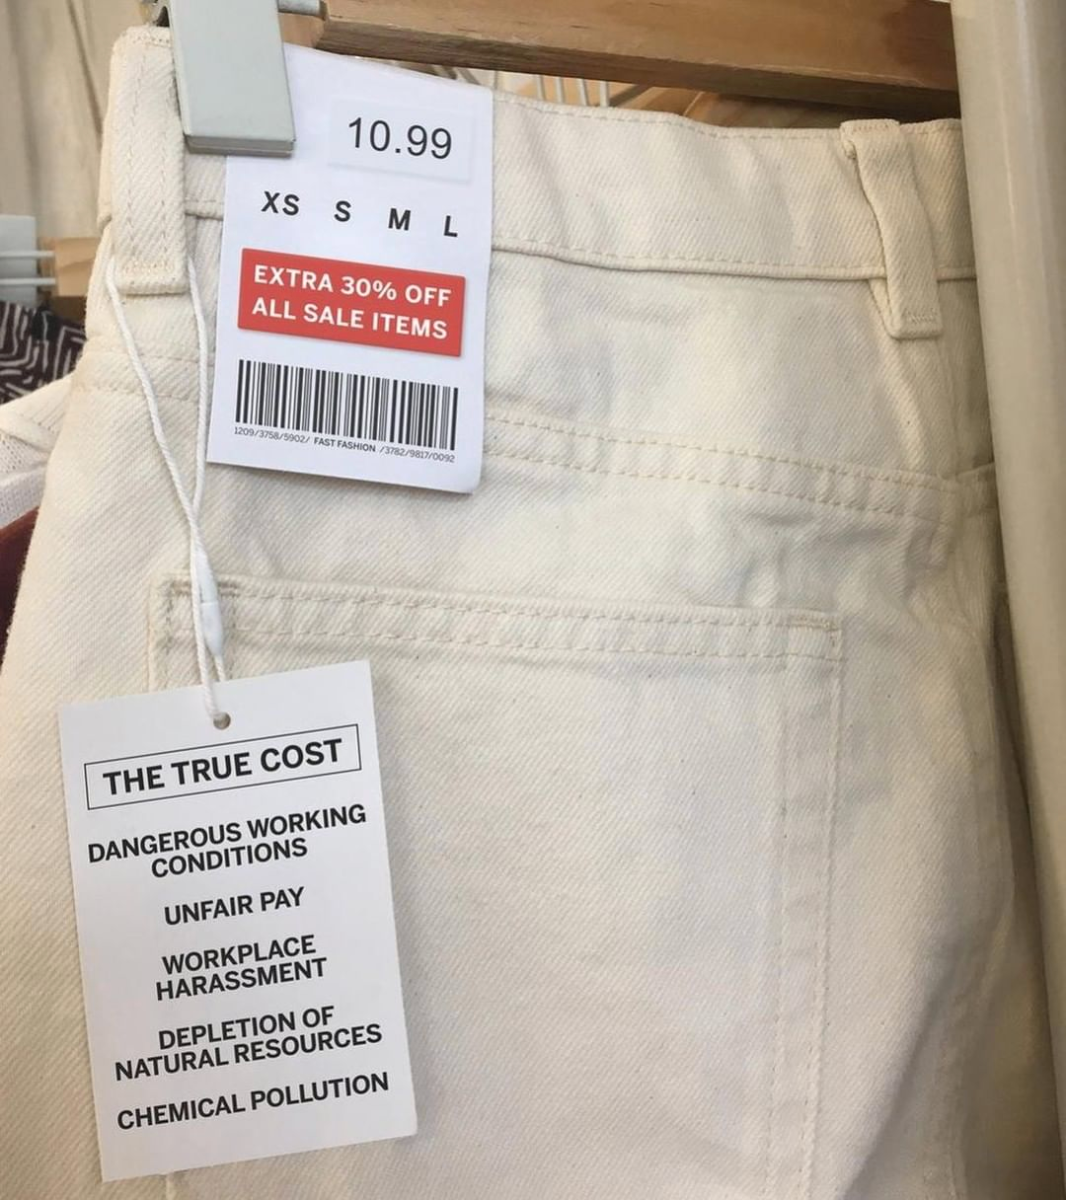 10.99
XS S M L
EXTRA 30% OFF
ALL SALE ITEMS
1209/3758/5902/ FAST FASHION /3782/9817/0092
THE TRUE COST
DANGEROUS WORKING
CONDITIONS
UNFAIR PAY
WORKPLACE
HARASSMENT
DEPLETION OF
NATURAL RESOURCES
CHEMICAL POLLUTION